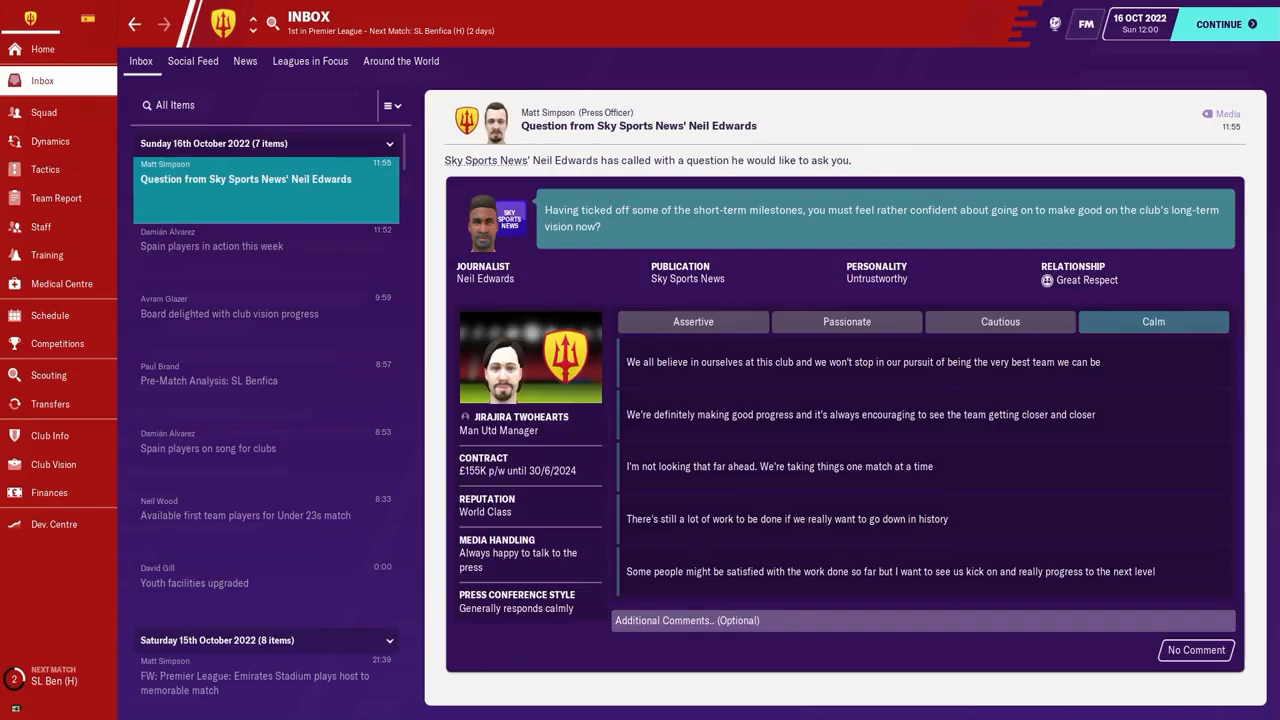 INBOX
1st in Premier League - Next Match: SL Benfica (H) (2 days)
FM
16 OCT 2022
Sun 12:00
CONTINUE
Home
Inbox
Squad
Dynamics
Tactics
Team Report
Staff
Training
Medical Centre
Schedule
Competitions
Scouting
Transfers
Club Info
Club Vision
Finances
Dev. Centre
2
NEXT MATCH
SL Ben (H)
Inbox
Social Feed
News
Leagues in Focus
Around the World
All Items
Sunday 16th October 2022 (7 items)
Matt Simpson
11:55
Question from Sky Sports News' Neil Edwards
Damián Álvarez
11:52
Spain players in action this week
Avram Glazer
9:59
Board delighted with club vision progress
Paul Brand
8:57
Pre-Match Analysis: SL Benfica
Damián Álvarez
8:53
Spain players on song for clubs
Neil Wood
8:33
Available first team players for Under 23s match
David Gill
0:00
Youth facilities upgraded
Saturday 15th October 2022 (8 items)
Matt Simpson
21:39
FW: Premier League: Emirates Stadium plays host to
memorable match
Matt Simpson (Press Officer)
Question from Sky Sports News' Neil Edwards
Media
11:55
Sky Sports News' Neil Edwards has called with a question he would like to ask you.
SKY
SPORTS
NEWS
Having ticked off some of the short-term milestones, you must feel rather confident about going on to make good on the club's long-term
vision now?
JOURNALIST
Neil Edwards
PUBLICATION
Sky Sports News
PERSONALITY
Untrustworthy
RELATIONSHIP
Great Respect
JIRAJIRA TWOHEARTS
Man Utd Manager
CONTRACT
£155K p/w until 30/6/2024
REPUTATION
World Class
MEDIA HANDLING
Always happy to talk to the
press
PRESS CONFERENCE STYLE
Generally responds calmly
Assertive
Passionate
Cautious
Calm
We all believe in ourselves at this club and we won't stop in our pursuit of being the very best team we can be
We're definitely making good progress and it's always encouraging to see the team getting closer and closer
I'm not looking that far ahead. We're taking things one match at a time
There's still a lot of work to be done if we really want to go down in history
Some people might be satisfied with the work done so far but I want to see us kick on and really progress to the next level
Additional Comments.. (Optional)
No Comment